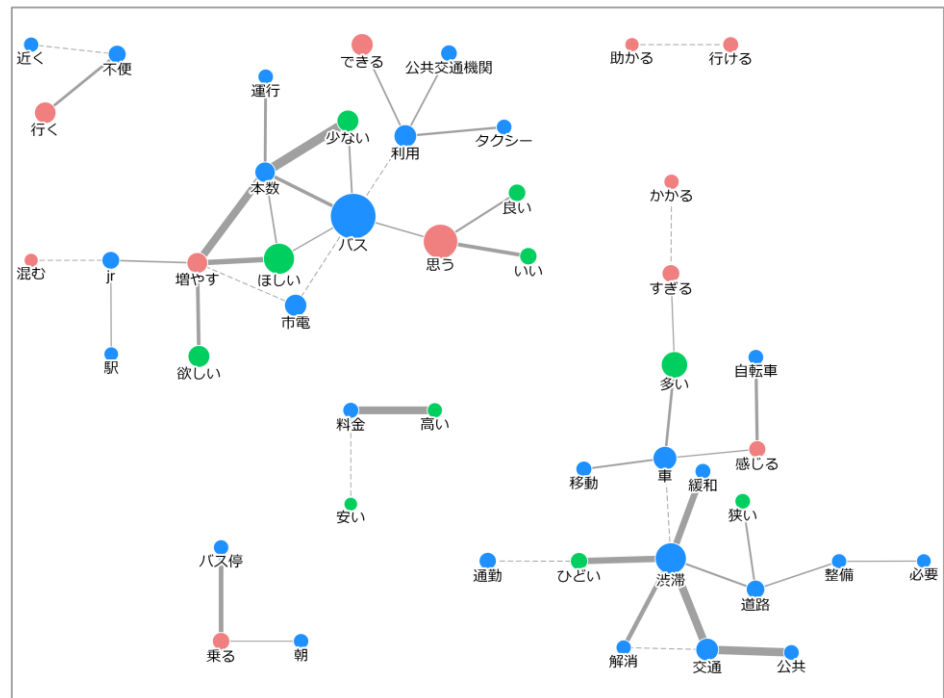 近く
不便
行く
運行
できる
公共交通機関
少ない
利用
タクシー
本数
バス
良い
思う
いい
混む
jr
増やす
ほしい
市電
駅
欲しい
助かる
行ける
かかる
すぎる
多い
自転車
料金
高い
安い
移動
車
緩和
感じる
狭い
バス停
乗る
朝
通勤
ひどい
渋滞
道路
整備
必要
解消
交通
公共